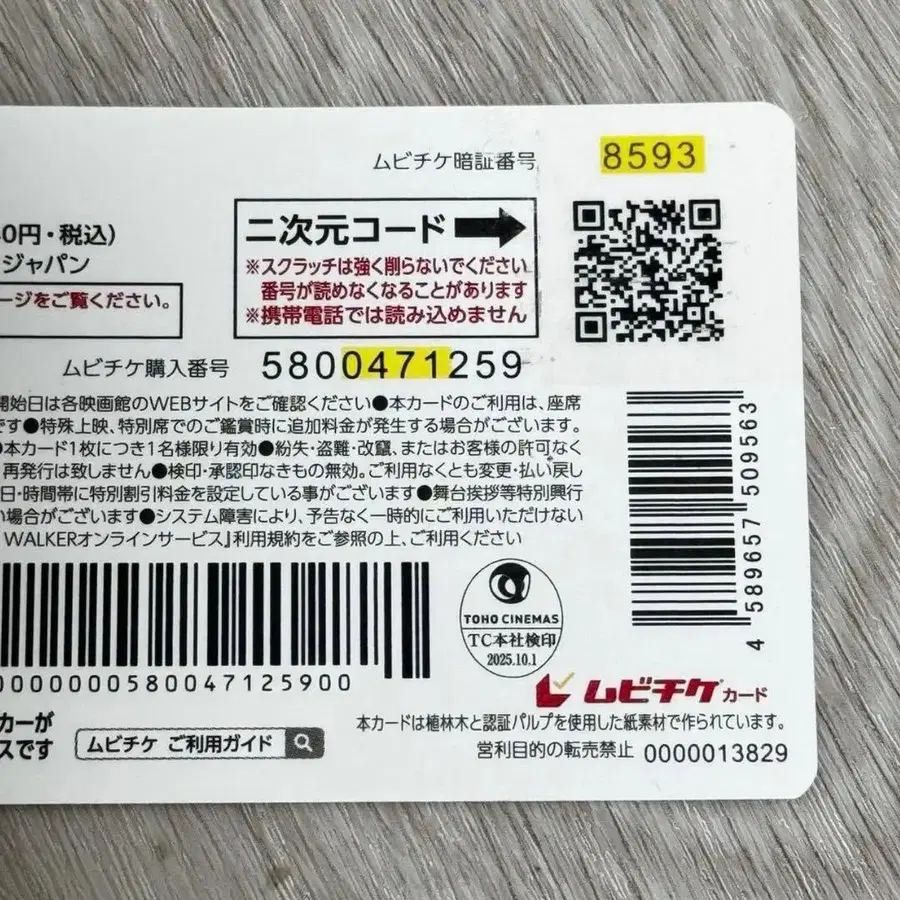 ムビチケ暗証番号 8593
0円・税込)
ジャパン
ージをご覧ください。
二次元コード
※スクラッチは強く削らないでください
番号が読めなくなることがあります
※携帯電話では読み込めません
ムビチケ購入番号 5800471259
開始日は各映画館のWEBサイトをご確認ください●本カードのご利用は、座席
です●特殊上映、特別席でのご鑑賞時に追加料金が発生する場合がございます。
●本カード1枚につき1名様限り有効●紛失・盗難・改竄、またはお客様の許可なく
再発行は致しません●検印・承認印なきもの無効。ご利用なくとも変更・払い戻し
日・時間帯に特別割引料金を設定している事がございます●舞台挨拶等特別興行
い場合がございます●システム障害により、予告なく一時的にご利用いただけない
WALKERオンラインサービス』利用規約をご参照の上、ご利用ください
4 589657 509563
TOHO CINEMAS
TC本社検印
2025.10.1
00000000580047125900
ムビチケカード
カーが
スです
ムビチケ ご利用ガイド
本カードは植林木と認証パルプを使用した紙素材で作られています。
営利目的の転売禁止 0000013829